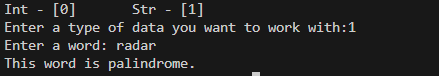 Int - [0]       Str - [1]
Enter a type of data you want to work with:1
Enter a word: radar
This word is palindrome.